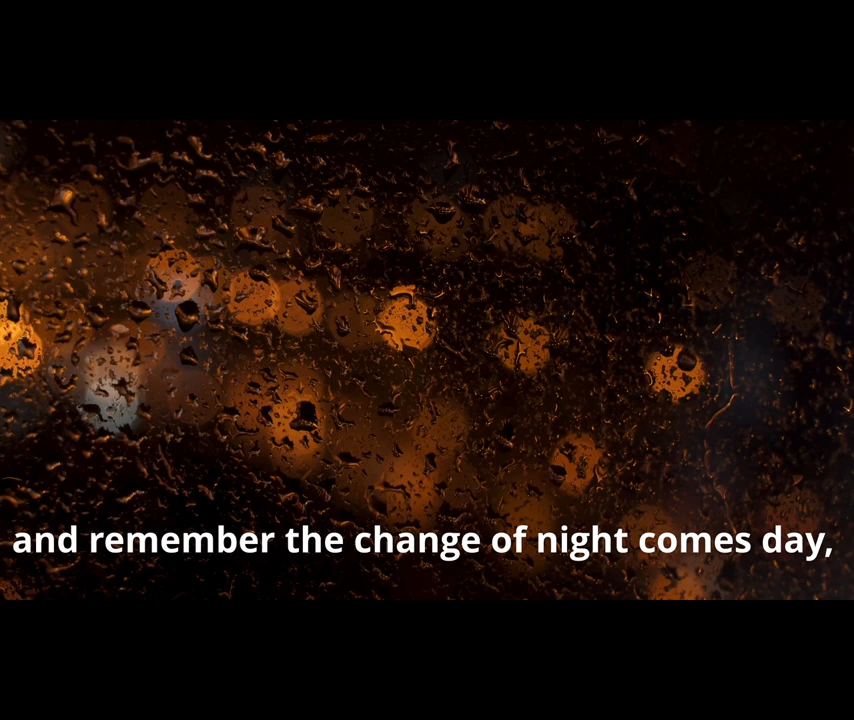 and remember the change of night comes day,